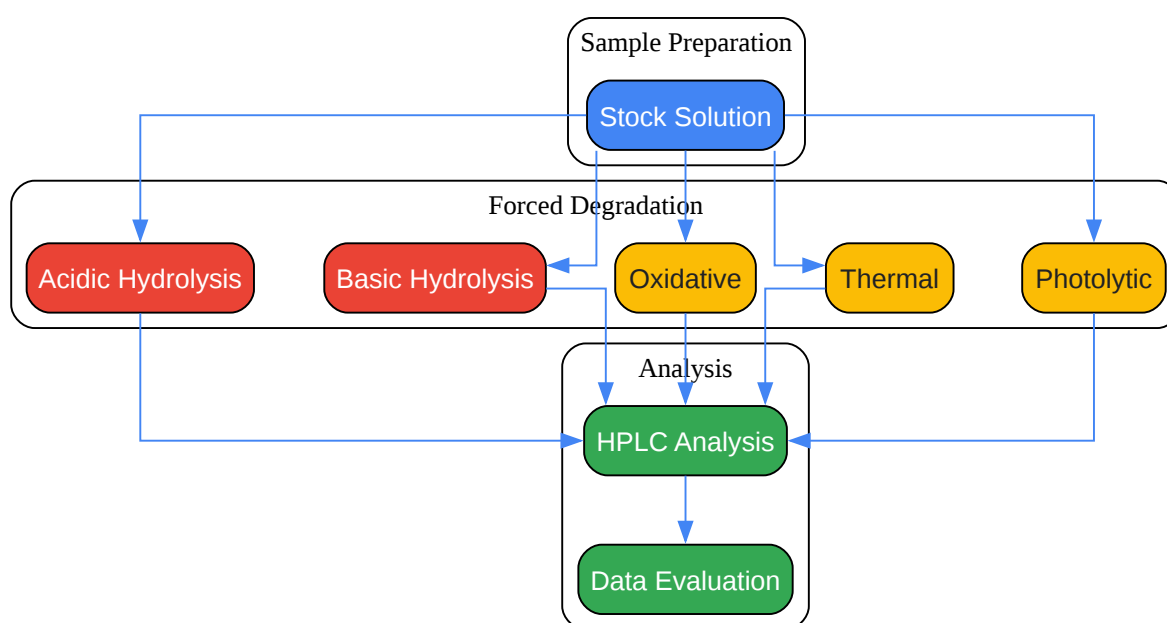 Sample Preparation
Stock Solution
Forced Degradation
Acidic Hydrolysis
Basic Hydrolysis
Oxidative
Thermal
Photolytic
Analysis
HPLC Analysis
Data Evaluation